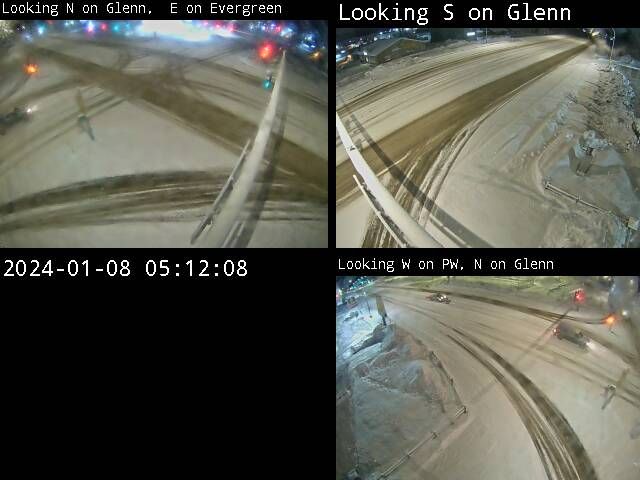 Looking N on Glenn,  E on Evergreen
Looking S on Glenn
2024-01-08 05:12:08
Looking W on PW, N on Glenn